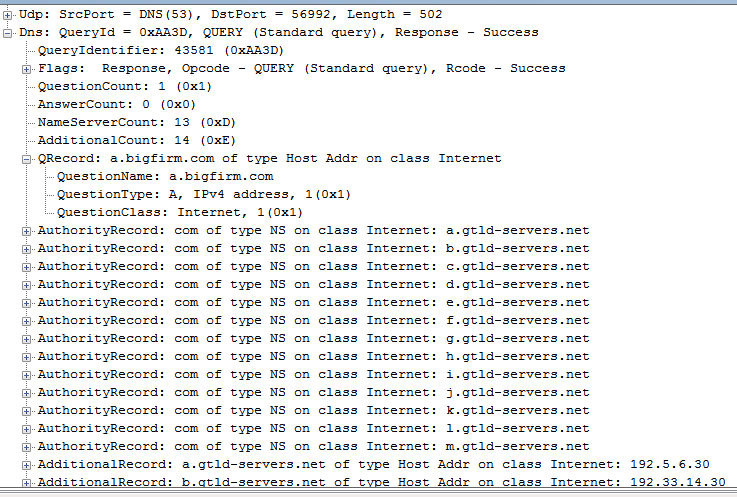 Udp: SrcPort = DNS(53), DstPort = 56992, Length = 502
Dns: QueryId = 0xAA3D, QUERY (Standard query), Response - Success
QueryIdentifier: 43581 (0xAA3D)
Flags:  Response, Opcode - QUERY (Standard query), Rcode - Success
QuestionCount: 1 (0x1)
AnswerCount: 0 (0x0)
NameServerCount: 13 (0xD)
AdditionalCount: 14 (0xE)
QRecord: a.bigfirm.com of type Host Addr on class Internet
QuestionName: a.bigfirm.com
QuestionType: A, IPv4 address, 1(0x1)
QuestionClass: Internet, 1(0x1)
AuthorityRecord: com of type NS on class Internet: a.gtld-servers.net
AuthorityRecord: com of type NS on class Internet: b.gtld-servers.net
AuthorityRecord: com of type NS on class Internet: c.gtld-servers.net
AuthorityRecord: com of type NS on class Internet: d.gtld-servers.net
AuthorityRecord: com of type NS on class Internet: e.gtld-servers.net
AuthorityRecord: com of type NS on class Internet: f.gtld-servers.net
AuthorityRecord: com of type NS on class Internet: g.gtld-servers.net
AuthorityRecord: com of type NS on class Internet: h.gtld-servers.net
AuthorityRecord: com of type NS on class Internet: i.gtld-servers.net
AuthorityRecord: com of type NS on class Internet: j.gtld-servers.net
AuthorityRecord: com of type NS on class Internet: k.gtld-servers.net
AuthorityRecord: com of type NS on class Internet: l.gtld-servers.net
AuthorityRecord: com of type NS on class Internet: m.gtld-servers.net
AdditionalRecord: a.gtld-servers.net of type Host Addr on class Internet: 192.5.6.30
AdditionalRecord: b.gtld-servers.net of type Host Addr on class Internet: 192.33.14.30